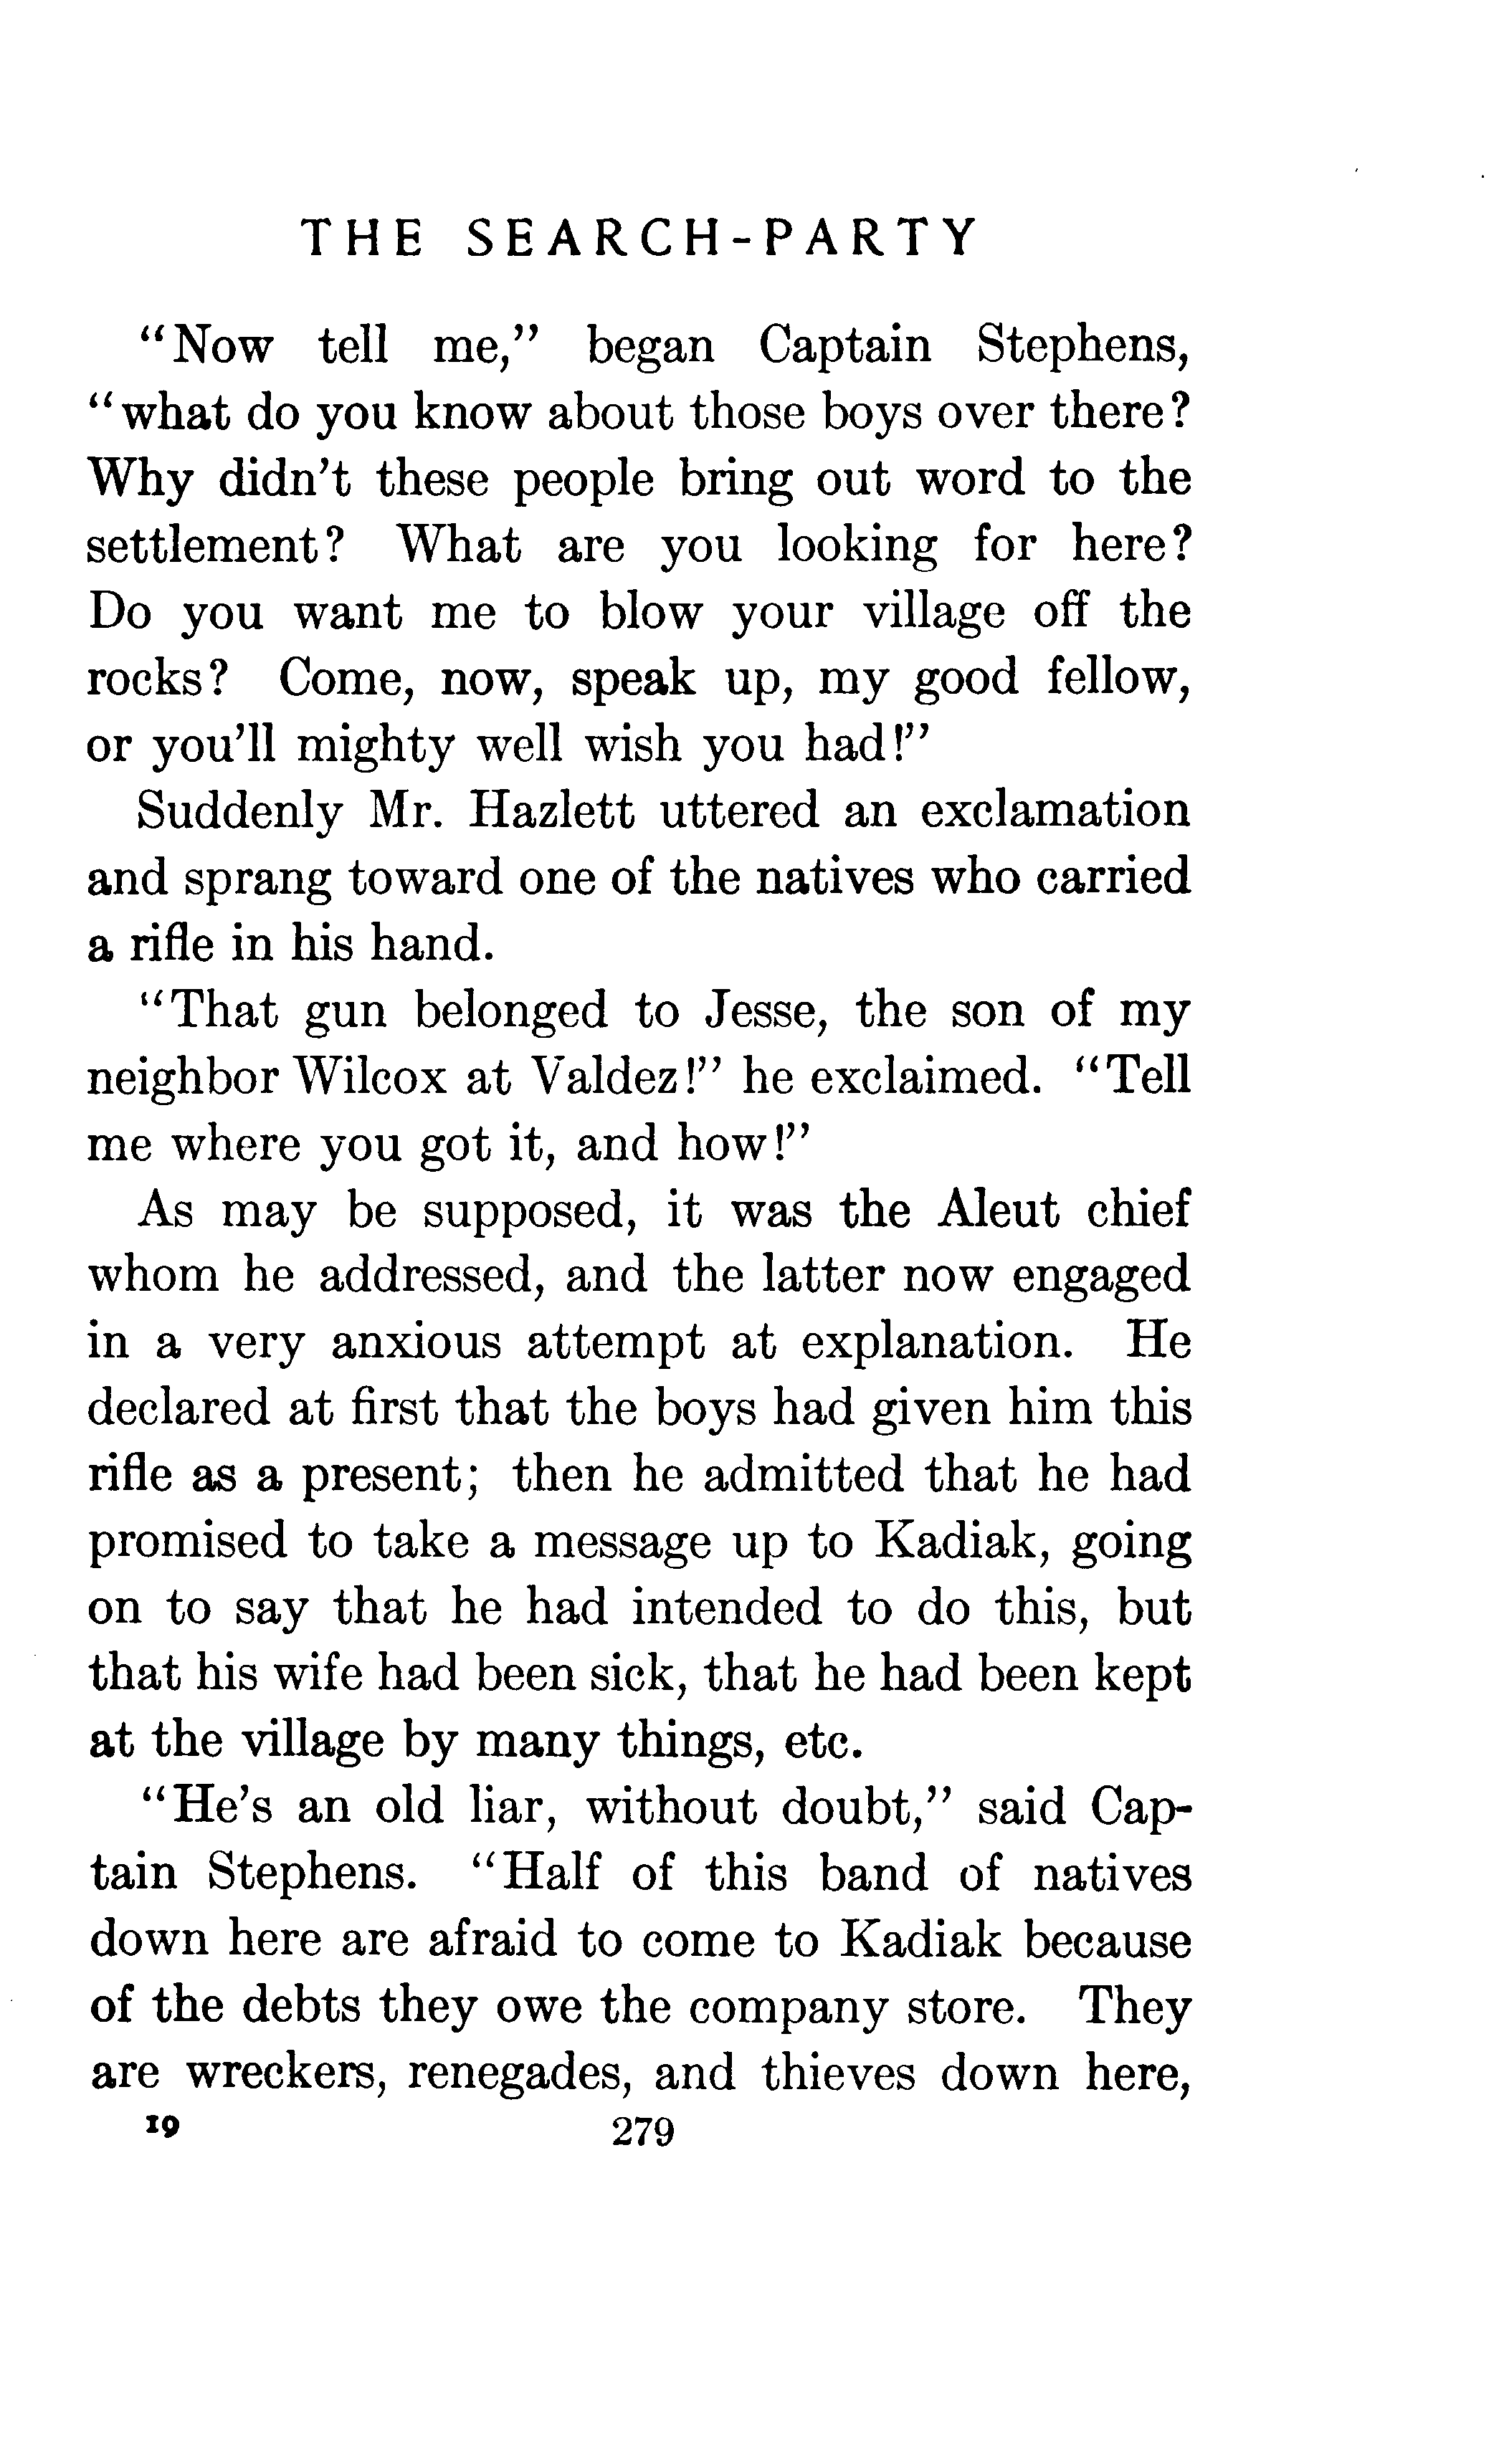 THE SEARCH-PARTY
“Now tell me,” began Captain Stephens,
“what do you know about those boys over there?
Why didn’t these people bring out word to the
settlement? What are you looking for here?
Do you want me to blow your village off the
rocks? Come, now, speak up, my good fellow,
or you’ll mighty well wish you had!”
Suddenly Mr. Hazlett uttered an exclamation
and sprang toward one of the natives who carried
a rifle in his hand.
“That gun belonged to Jesse, the son of my
neighbor Wilcox at Valdez!” he exclaimed. “Tell
me where you got it, and how!”
As may be supposed, it was the Aleut chief
whom he addressed, and the latter now engaged
in a very anxious attempt at explanation. He
declared at first that the boys had given him this
rifle as a present; then he admitted that he had
promised to take a message up to Kadiak, going
on to say that he had intended to do this, but
that his wife had been sick, that he had been kept
at the village by many things, etc.
“He’s an old liar, without doubt,” said Cap-
tain Stephens. “Half of this band of natives
down here are afraid to come to Kadiak because
of the debts they owe the company store. They
are wreckers, renegades, and thieves down here,
19 279